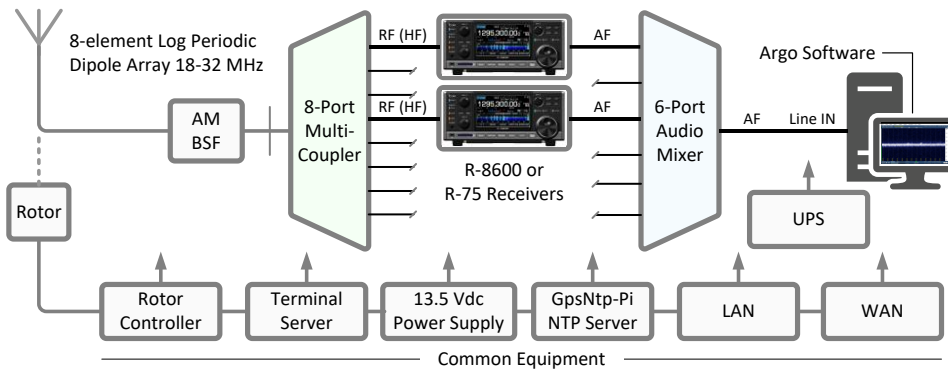 8-element Log Periodic
Dipole Array 18-32 MHz
AM
BSF
Rotor
8-Port
Multi-
Coupler
RF (HF)
1295.300.00
AF
RF (HF)
1295.300.00
AF
R-8600 or
R-75 Receivers
6-Port
Audio
Mixer
AF
Line IN
Argo Software
UPS
Rotor
Controller
Terminal
Server
13.5 Vdc
Power Supply
GpsNtp-Pi
NTP Server
LAN
WAN
Common Equipment